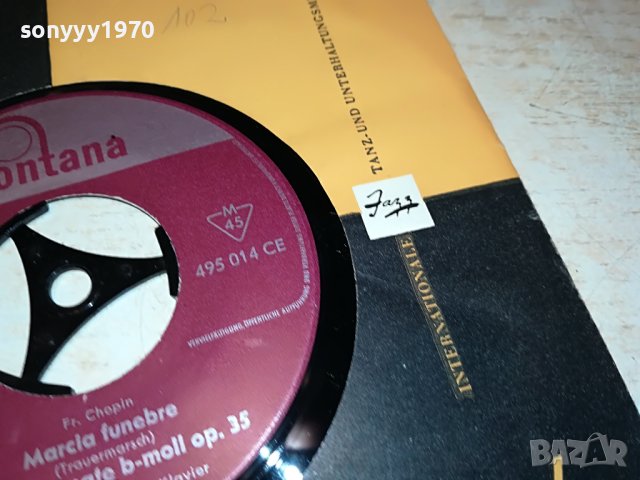 sonyyy1970
102
TANZ- UND UNTERHALTUNGSM
Jazz
INTERNATIONALE
ontana
M
45
495 014 CE
Fr. Chopin
Marcia funebre
(Trauermarsch)
ate b-moll op. 35
lavier
BAZAR